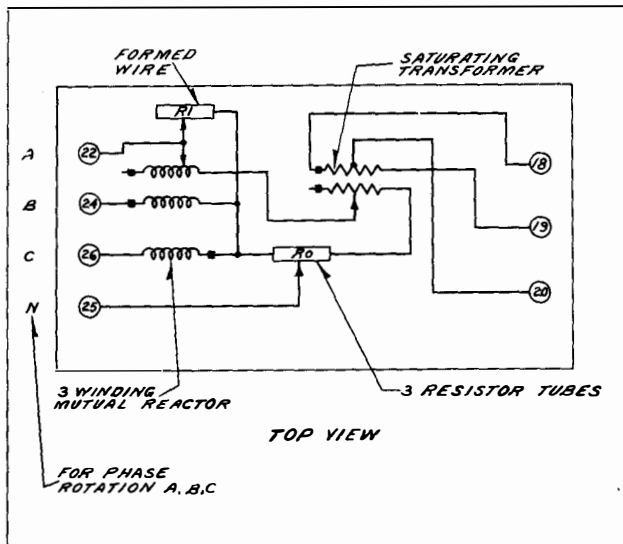 FORMED
WIRE
SATURATING
TRANSFORMER
R1
A 22
18
B 24
19
C 26
R0
N 25
20
3 WINDING
MUTUAL REACTOR
3 RESISTOR TUBES
TOP VIEW
FOR PHASE
ROTATION A, B, C